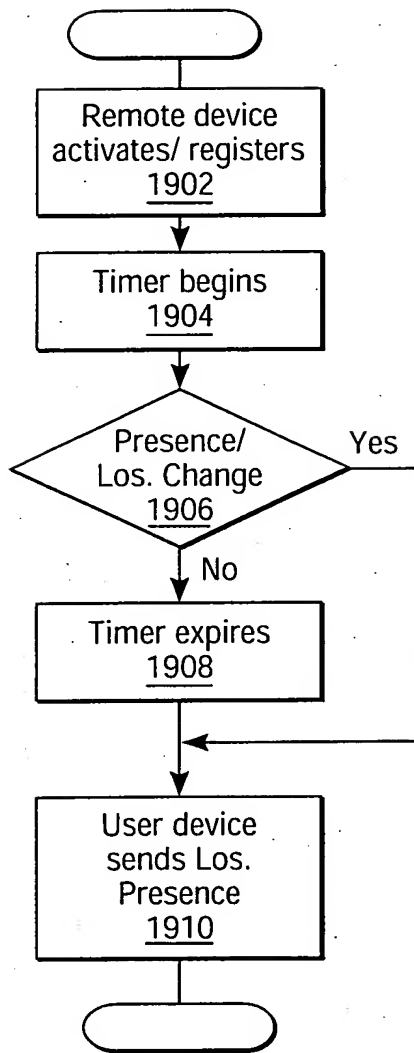 Remote device
activates/ registers
1902
Timer begins
1904
Presence/
Los. Change
1906
Yes
No
Timer expires
1908
User device
sends Los.
Presence
1910